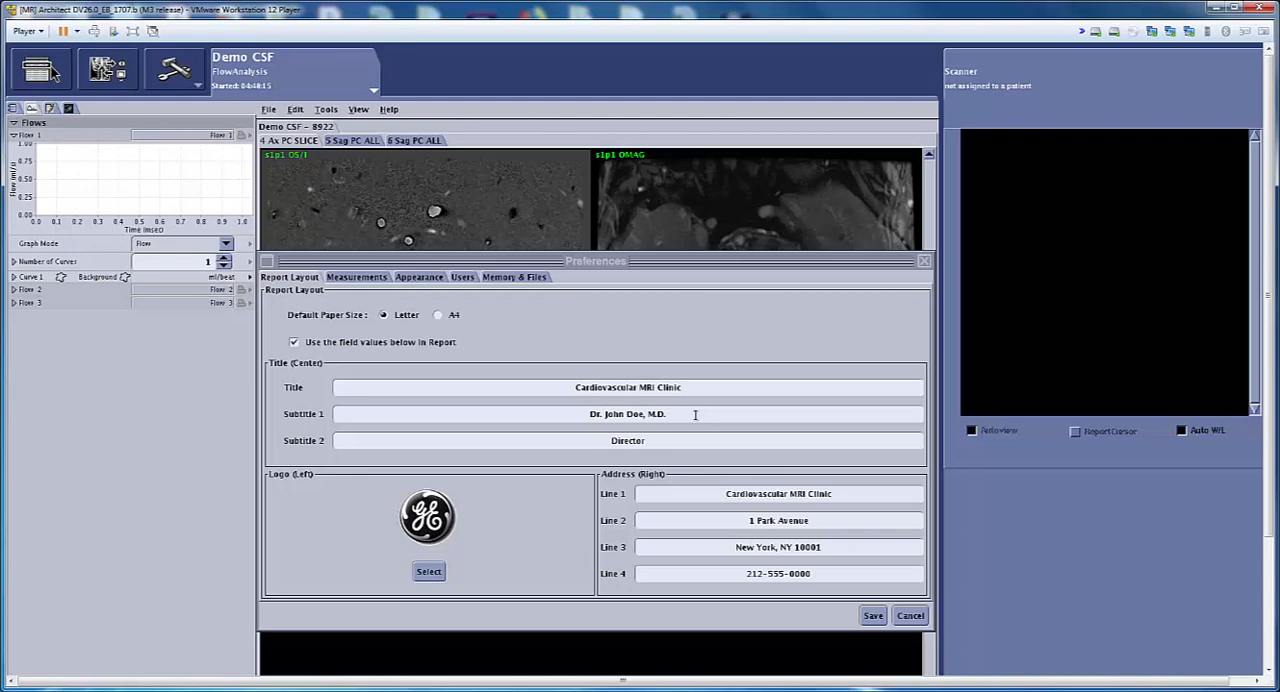 [MR] Architect DV26.0_EB_1707.b (M3 release) - VMware Workstation 12 Player
Player
Demo CSF
FlowAnalysis
Started: 04:48:15
Scanner
not assigned to a patient
File Edit Tools View Help
Demo CSF - 8922
4 Ax PC SLICE 5 Sag PC ALL 6 Sag PC ALL
s1p1 OS/I
s1p1 OMAG
Flows
Flow 1 Flow 1
1.00
0.75
0.50
0.25
0.00
Flow (ml/s)
0.0 0.1 0.2 0.3 0.4 0.5 0.6 0.7 0.8 0.9 1.0
Time (msec)
Graph Mode Flow
Number of Curves 1
Curve 1 Background ml/beat
Flow 2 Flow 2
Flow 3 Flow 3
Preferences
Report Layout Measurements Appearance Users Memory & Files
Report Layout
Default Paper Size : Letter A4
Use the field values below in Report
Title (Center)
Title Cardiovascular MRI Clinic
Subtitle 1 Dr. John Doe, M.D.
Subtitle 2 Director
Logo (Left)
GE
Select
Address (Right)
Line 1 Cardiovascular MRI Clinic
Line 2 1 Park Avenue
Line 3 New York, NY 10001
Line 4 212-555-0000
Save Cancel
Autoview Report Cursor Auto W/L